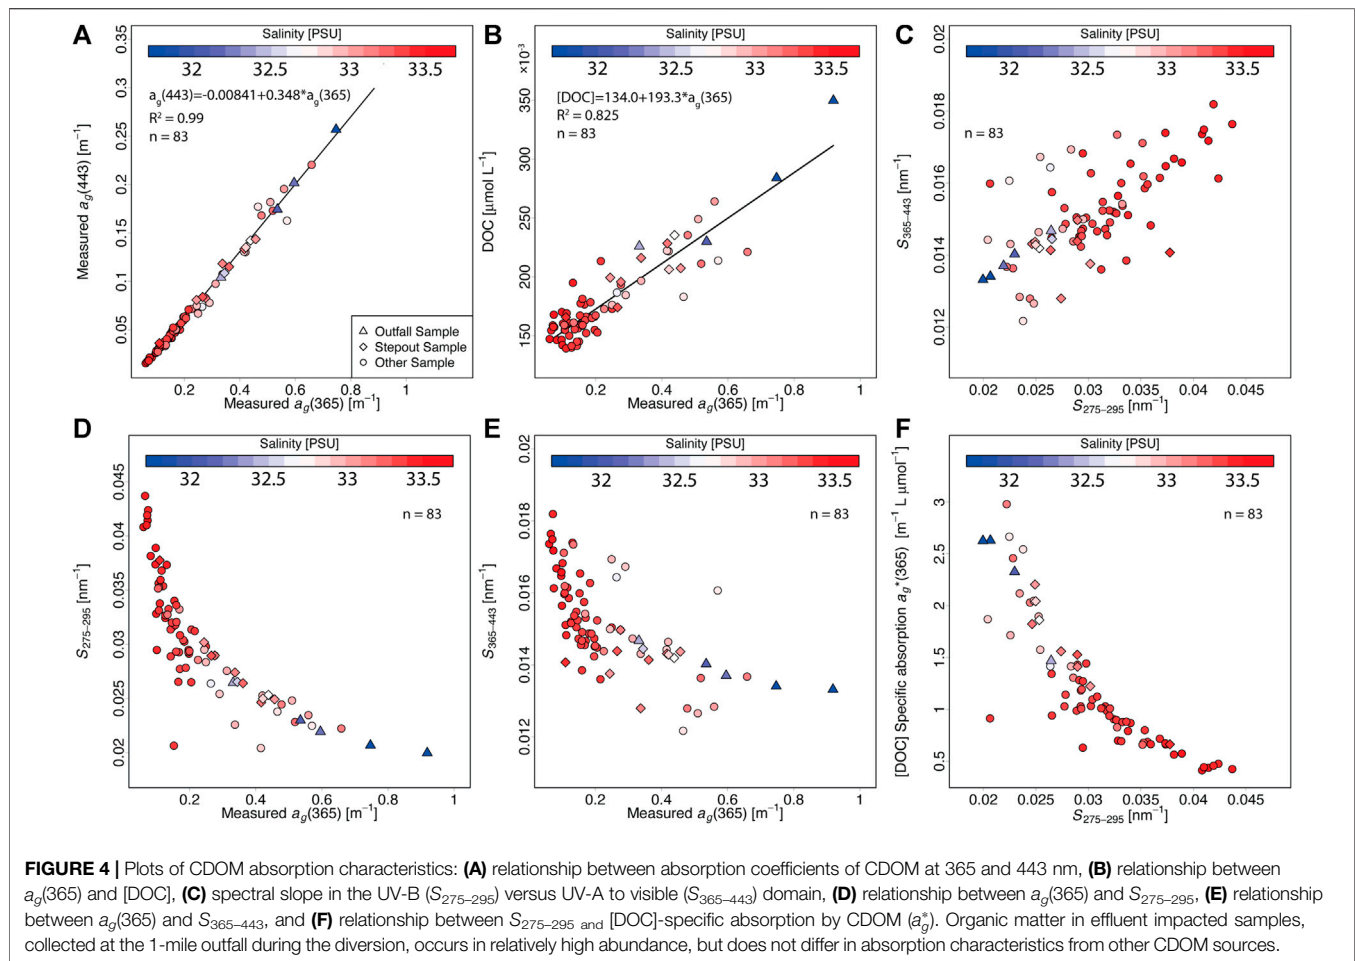 A
Salinity [PSU]
32 32.5 33 33.5
a_g(443)=-0.00841+0.348*a_g(365)
R² = 0.99
n = 83
0.35
0.3
0.25
0.2
0.15
0.1
0.05
Measured a_g(443) [m⁻¹]
△ Outfall Sample
◇ Stepout Sample
○ Other Sample
0.2 0.4 0.6 0.8 1
Measured a_g(365) [m⁻¹]
B
Salinity [PSU]
32 32.5 33 33.5
[DOC]=134.0+193.3*a_g(365)
R² = 0.825
n = 83
×10⁻³
350
300
250
200
150
DOC [μmol L⁻¹]
0.2 0.4 0.6 0.8 1
Measured a_g(365) [m⁻¹]
C
Salinity [PSU]
32 32.5 33 33.5
n = 83
0.02
0.018
0.016
0.014
0.012
S₃₆₅₋₄₄₃ [nm⁻¹]
0.02 0.025 0.03 0.035 0.04 0.045
S₂₇₅₋₂₉₅ [nm⁻¹]
D
Salinity [PSU]
32 32.5 33 33.5
n = 83
0.045
0.04
0.035
0.03
0.025
0.02
S₂₇₅₋₂₉₅ [nm⁻¹]
0.2 0.4 0.6 0.8 1
Measured a_g(365) [m⁻¹]
E
Salinity [PSU]
32 32.5 33 33.5
n = 83
0.02
0.018
0.016
0.014
0.012
S₃₆₅₋₄₄₃ [nm⁻¹]
0.2 0.4 0.6 0.8 1
Measured a_g(365) [m⁻¹]
F
Salinity [PSU]
32 32.5 33 33.5
n = 83
3
2.5
2
1.5
1
0.5
[DOC] Specific absorption a_g*(365) [m⁻¹ L μmol⁻¹]
0.02 0.025 0.03 0.035 0.04 0.045
S₂₇₅₋₂₉₅ [nm⁻¹]
FIGURE 4 | Plots of CDOM absorption characteristics: (A) relationship between absorption coefficients of CDOM at 365 and 443 nm, (B) relationship between
a_g(365) and [DOC], (C) spectral slope in the UV-B (S₂₇₅₋₂₉₅) versus UV-A to visible (S₃₆₅₋₄₄₃) domain, (D) relationship between a_g(365) and S₂₇₅₋₂₉₅, (E) relationship
between a_g(365) and S₃₆₅₋₄₄₃, and (F) relationship between S₂₇₅₋₂₉₅ and [DOC]-specific absorption by CDOM (a_g*). Organic matter in effluent impacted samples,
collected at the 1-mile outfall during the diversion, occurs in relatively high abundance, but does not differ in absorption characteristics from other CDOM sources.